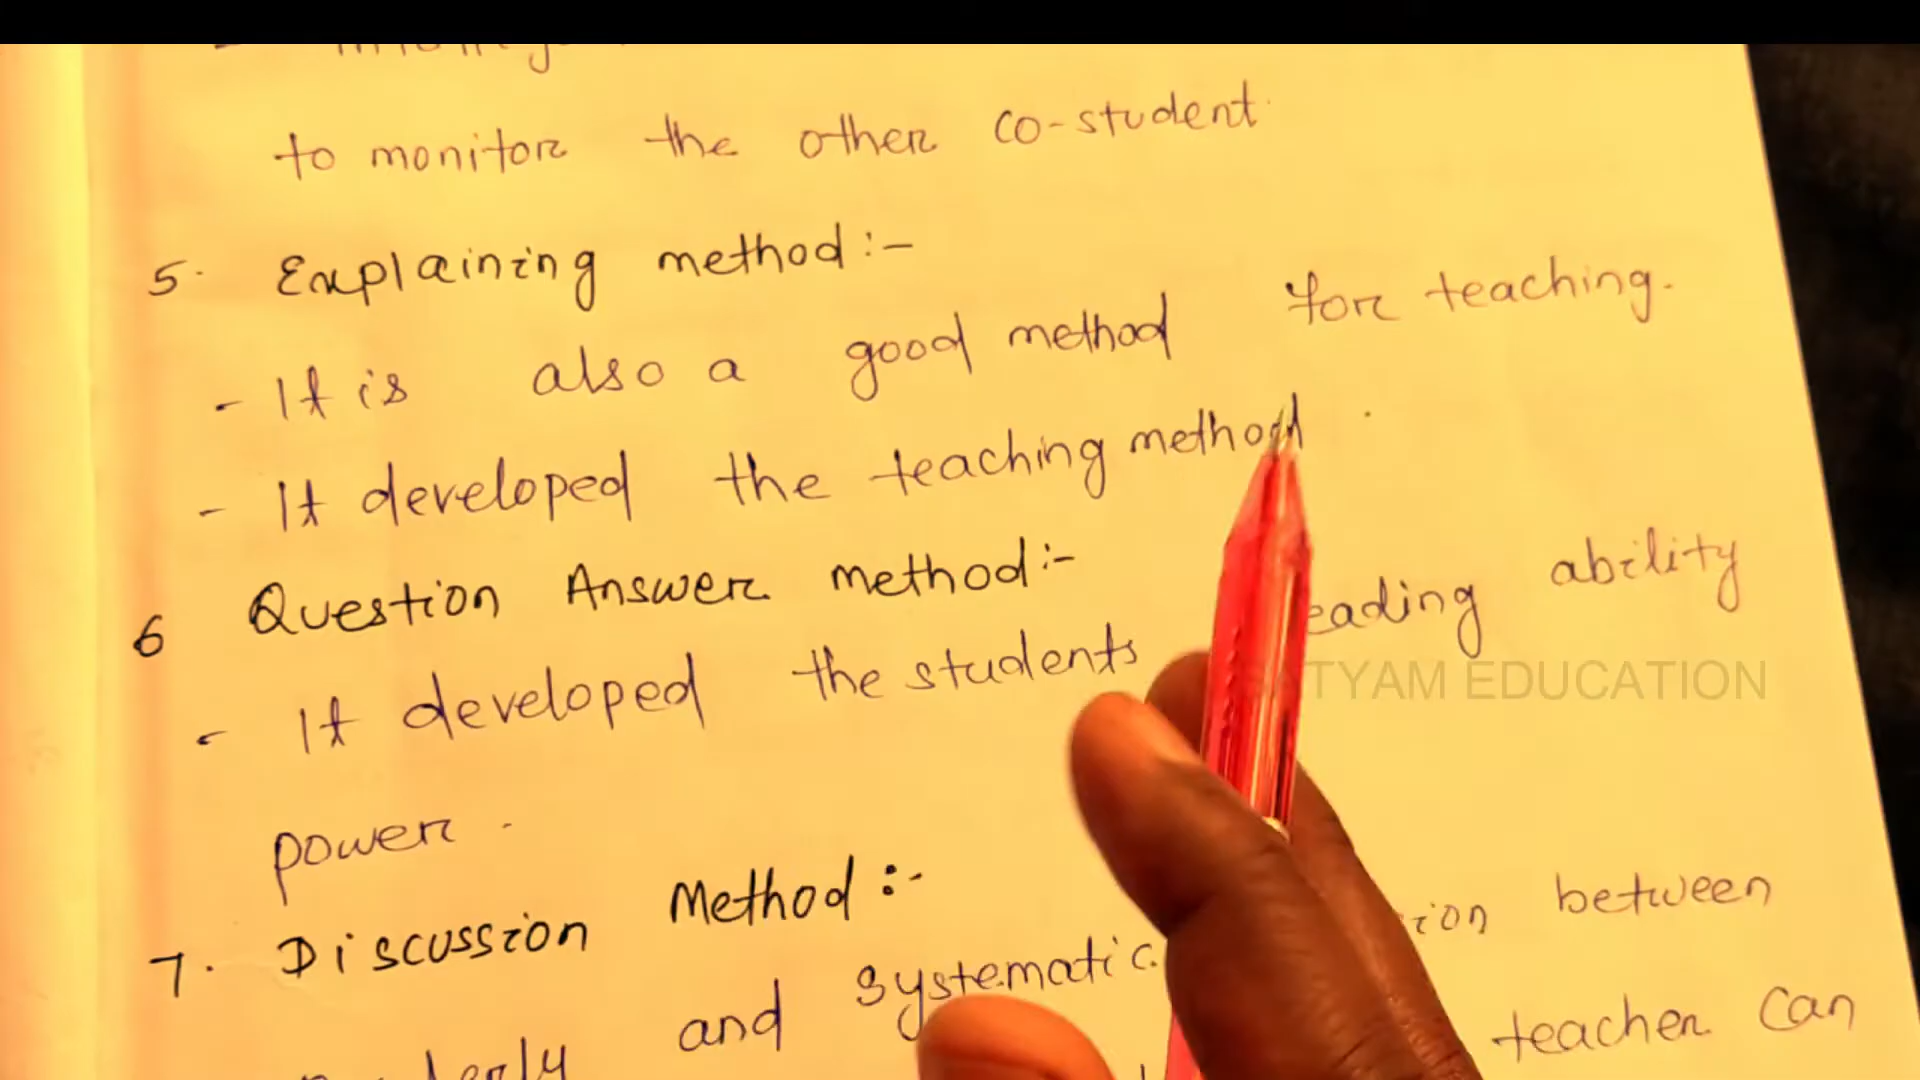 to monitor the other co-student
5. Explaining method:-
- It is also a good method for teaching.
- It developed the teaching method.
6 Question Answer method:-
- It developed the students ability
power.
7. Discussion Method:-
and systematic between
teacher can
SATYAM EDUCATION